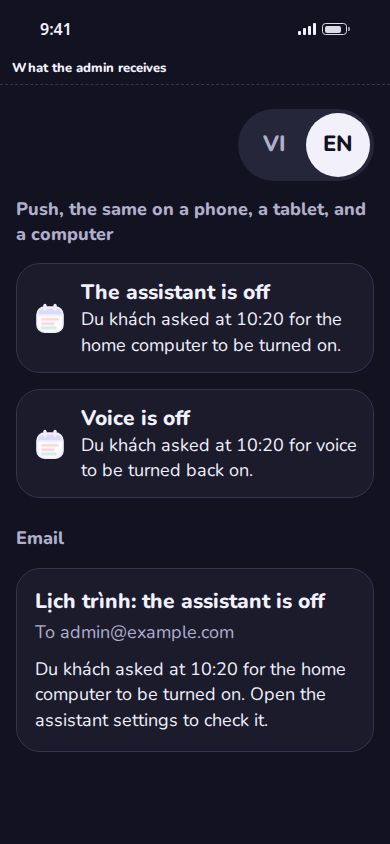 9:41
What the admin receives
VI
EN
Push, the same on a phone, a tablet, and
a computer
The assistant is off
Du khách asked at 10:20 for the
home computer to be turned on.
Voice is off
Du khách asked at 10:20 for voice
to be turned back on.
Email
Lịch trình: the assistant is off
To admin@example.com
Du khách asked at 10:20 for the home
computer to be turned on. Open the
assistant settings to check it.